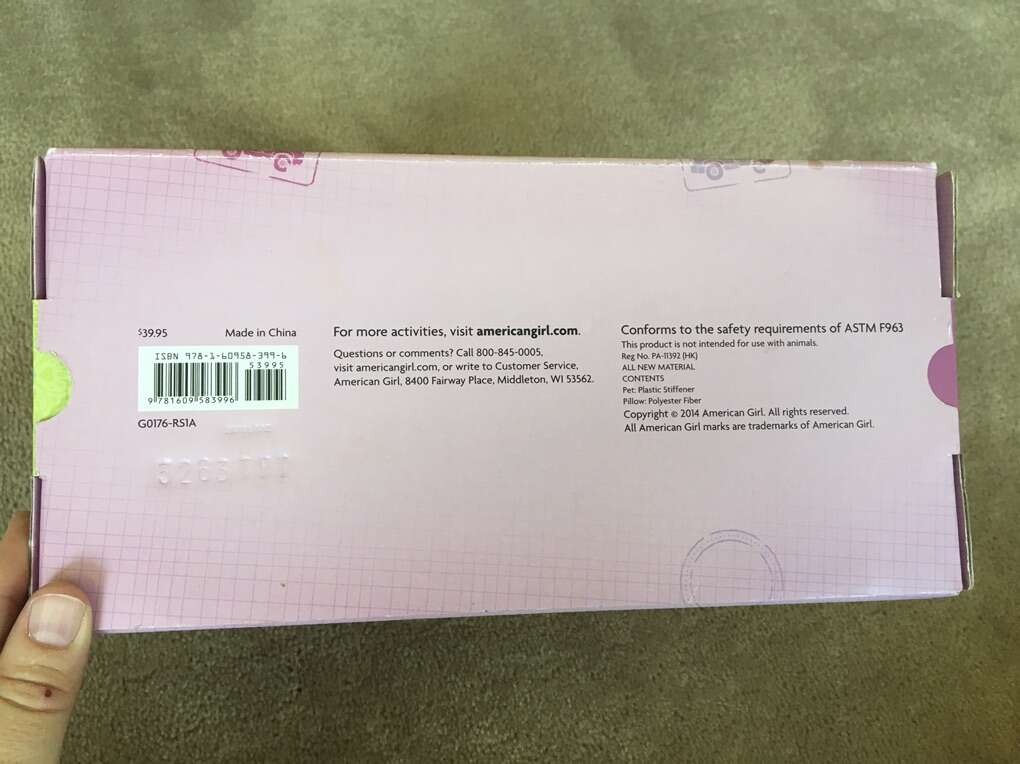 $39.95 Made in China
ISBN 978-1-60958-399-6
53995
9 781609 583996
G0176-RS1A
For more activities, visit americangirl.com.
Questions or comments? Call 800-845-0005,
visit americangirl.com, or write to Customer Service,
American Girl, 8400 Fairway Place, Middleton, WI 53562.
Conforms to the safety requirements of ASTM F963
This product is not intended for use with animals.
Reg No. PA-11392 (HK)
ALL NEW MATERIAL
CONTENTS
Pet: Plastic Stiffener
Pillow: Polyester Fiber
Copyright © 2014 American Girl. All rights reserved.
All American Girl marks are trademarks of American Girl.